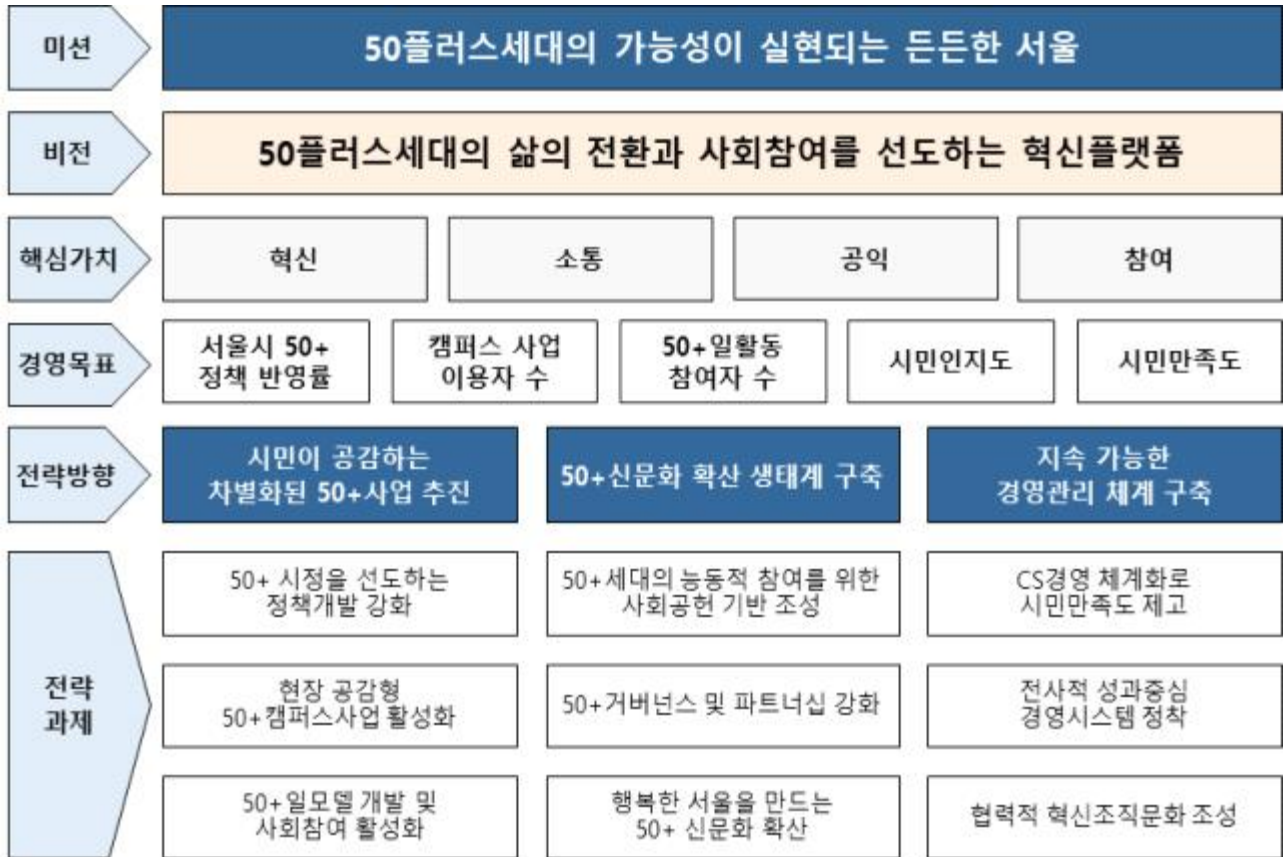 미션
50플러스세대의 가능성이 실현되는 든든한 서울
비전
50플러스세대의 삶의 전환과 사회참여를 선도하는 혁신플랫폼
핵심가치
혁신
소통
공익
참여
경영목표
서울시 50+
정책 반영률
캠퍼스 사업
이용자 수
50+일활동
참여자 수
시민인지도
시민만족도
전략방향
시민이 공감하는
차별화된 50+사업 추진
50+신문화 확산 생태계 구축
지속 가능한
경영관리 체계 구축
전략
과제
50+ 시정을 선도하는
정책개발 강화
50+세대의 능동적 참여를 위한
사회공헌 기반 조성
CS경영 체계화로
시민만족도 제고
현장 공감형
50+캠퍼스사업 활성화
50+거버넌스 및 파트너십 강화
전사적 성과중심
경영시스템 정착
50+일모델 개발 및
사회참여 활성화
행복한 서울을 만드는
50+ 신문화 확산
협력적 혁신조직문화 조성